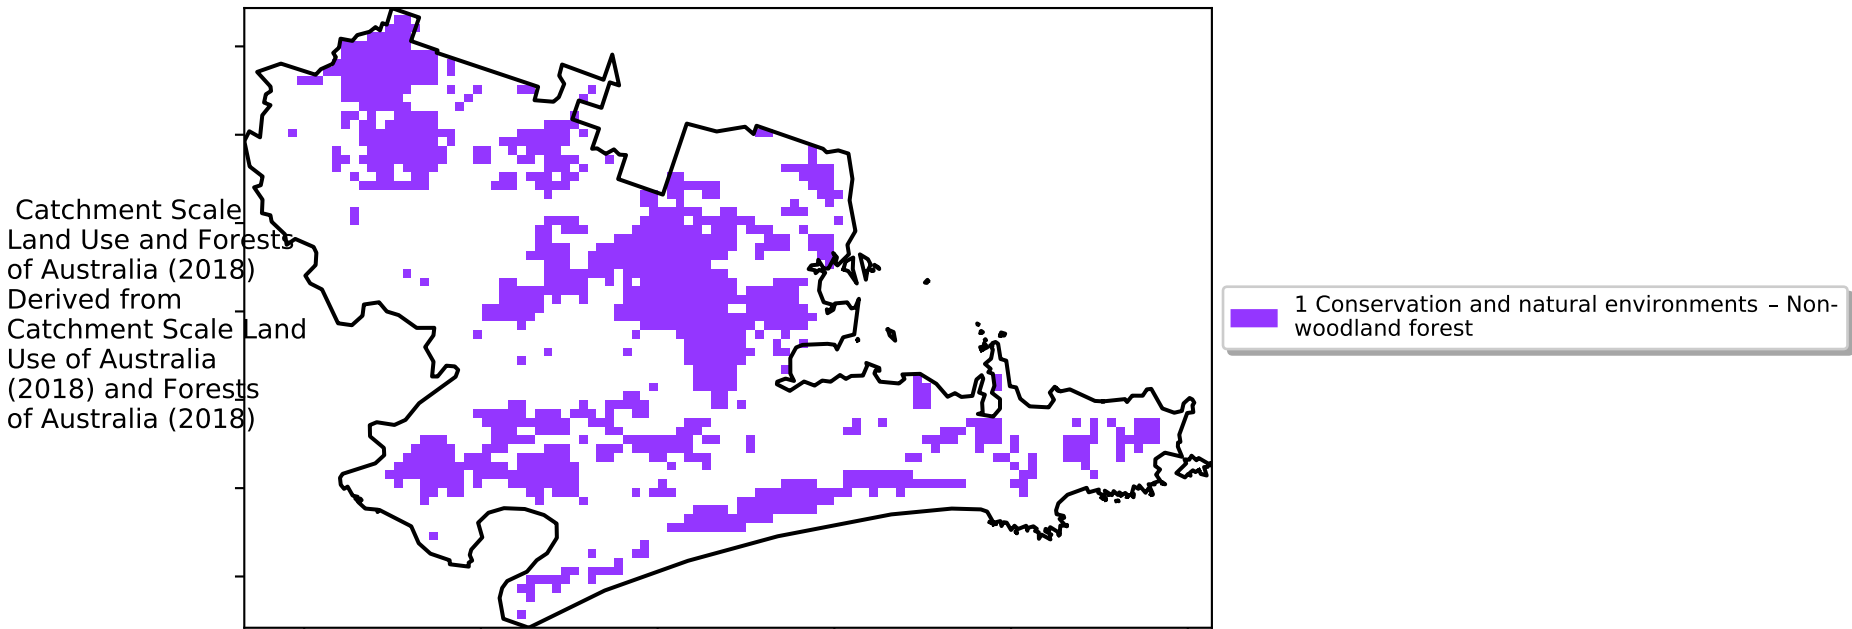 Catchment Scale
Land Use and Forests
of Australia (2018)
Derived from
Catchment Scale Land
Use of Australia
(2018) and Forests
of Australia (2018)
1 Conservation and natural environments – Non-
woodland forest